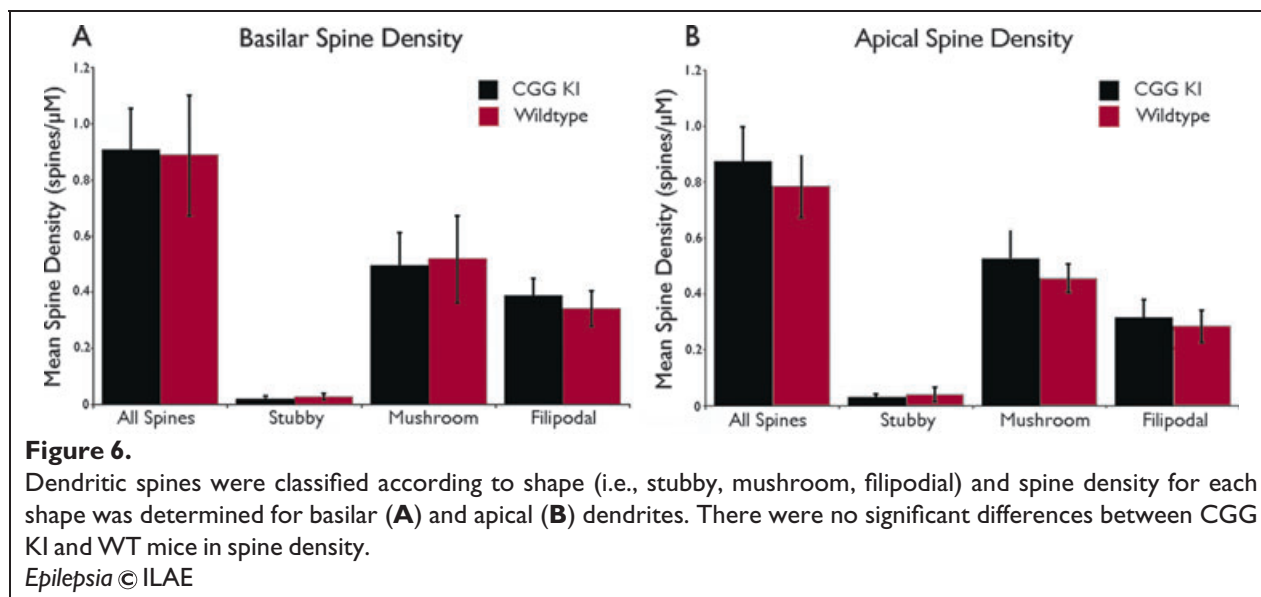 A
Basilar Spine Density
1.2
1.0
0.8
0.6
0.4
0.2
0
Mean Spine Density (spines/µM)
CGG KI
Wildtype
All Spines
Stubby
Mushroom
Filipodal
B
Apical Spine Density
1.2
1.0
0.8
0.6
0.4
0.2
0
Mean Spine Density (spines/µM)
CGG KI
Wildtype
All Spines
Stubby
Mushroom
Filipodal
Figure 6.
Dendritic spines were classified according to shape (i.e., stubby, mushroom, filipodial) and spine density for each
shape was determined for basilar (A) and apical (B) dendrites. There were no significant differences between CGG
KI and WT mice in spine density.
Epilepsia © ILAE